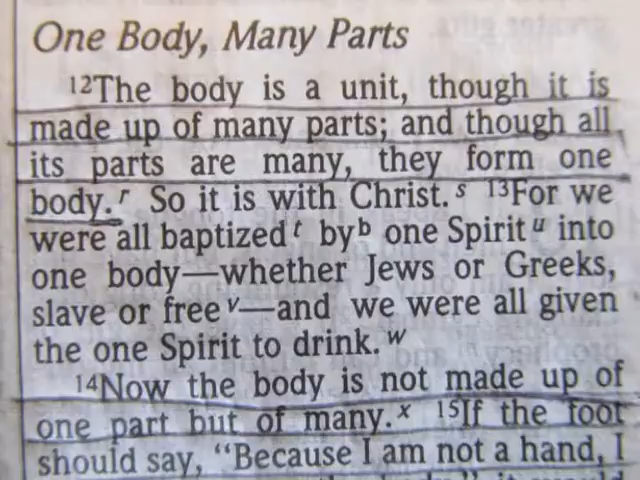 One Body, Many Parts
12The body is a unit, though it is
made up of many parts; and though all
its parts are many, they form one
body.r So it is with Christ.s 13For we
were all baptizedt byb one Spiritu into
one body—whether Jews or Greeks,
slave or freev—and we were all given
the one Spirit to drink.w
14Now the body is not made up of
one part but of many.x 15If the foot
should say, “Because I am not a hand, I